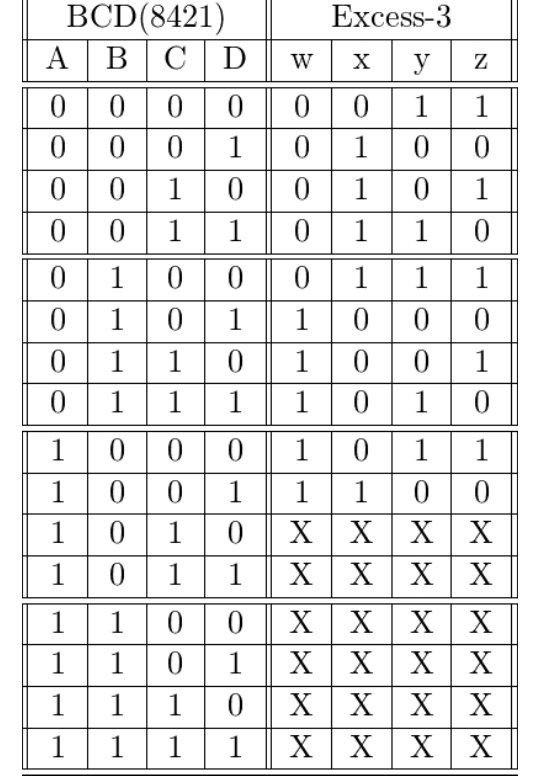 BCD(8421) Excess-3
A B C D w x y z
0 0 0 0 0 0 1 1
0 0 0 1 0 1 0 0
0 0 1 0 0 1 0 1
0 0 1 1 0 1 1 0
0 1 0 0 0 1 1 1
0 1 0 1 1 0 0 0
0 1 1 0 1 0 0 1
0 1 1 1 1 0 1 0
1 0 0 0 1 0 1 1
1 0 0 1 1 1 0 0
1 0 1 0 X X X X
1 0 1 1 X X X X
1 1 0 0 X X X X
1 1 0 1 X X X X
1 1 1 0 X X X X
1 1 1 1 X X X X